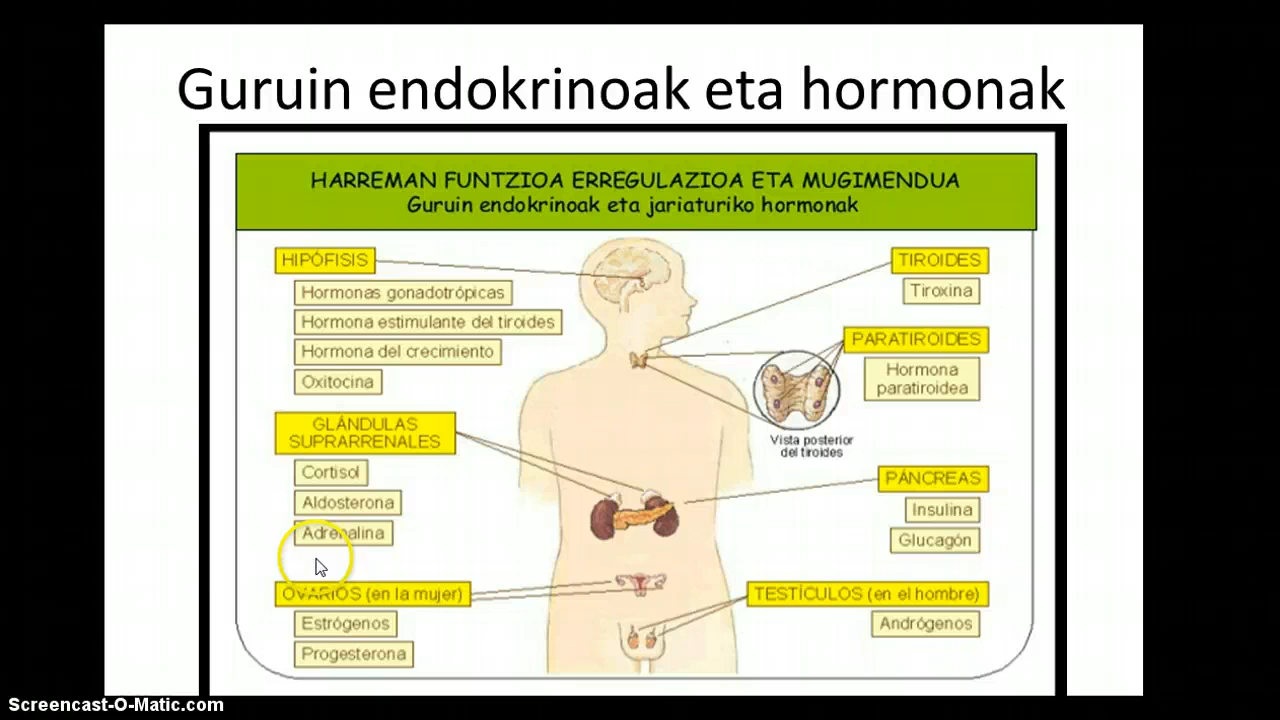 Guruin endokrinoak eta hormonak
HARREMAN FUNTZIOA ERREGULAZIOA ETA MUGIMENDUA
Guruin endokrinoak eta jariaturiko hormonak
HIPÓFISIS
Hormonas gonadotrópicas
Hormona estimulante del tiroides
Hormona del crecimiento
Oxitocina
GLÁNDULAS
SUPRARRENALES
Cortisol
Aldosterona
Adrenalina
OVARIOS (en la mujer)
Estrógenos
Progesterona
TIROIDES
Tiroxina
PARATIROIDES
Hormona
paratiroidea
Vista posterior
del tiroides
PÁNCREAS
Insulina
Glucagón
TESTÍCULOS (en el hombre)
Andrógenos
Screencast-O-Matic.com